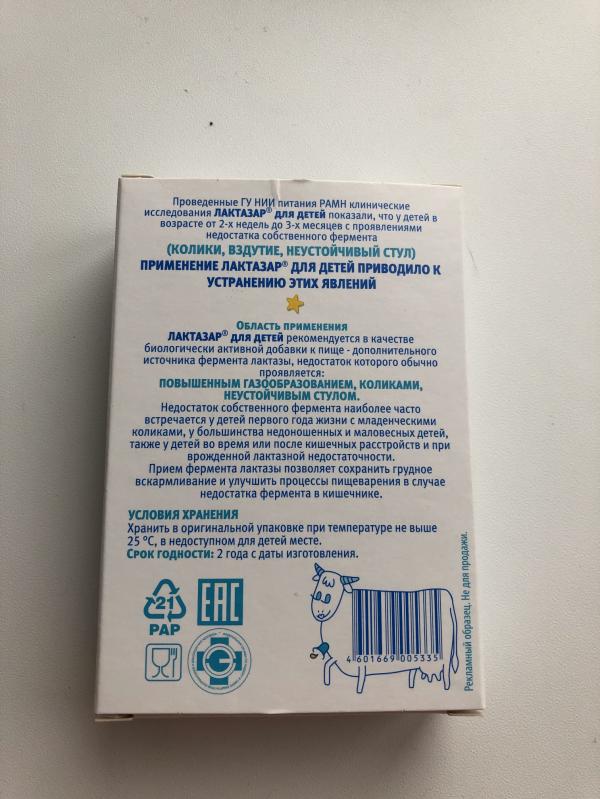 Проведенные ГУ НИИ питания РАМН клинические
исследования ЛАКТАЗАР® ДЛЯ ДЕТЕЙ показали, что у детей в
возрасте от 2-х недель до 3-х месяцев с проявлениями
недостатка собственного фермента
(КОЛИКИ, ВЗДУТИЕ, НЕУСТОЙЧИВЫЙ СТУЛ)
ПРИМЕНЕНИЕ ЛАКТАЗАР® ДЛЯ ДЕТЕЙ ПРИВОДИЛО К
УСТРАНЕНИЮ ЭТИХ ЯВЛЕНИЙ
ОБЛАСТЬ ПРИМЕНЕНИЯ
ЛАКТАЗАР® ДЛЯ ДЕТЕЙ рекомендуется в качестве
биологически активной добавки к пище - дополнительного
источника фермента лактазы, недостаток которого обычно
проявляется:
ПОВЫШЕННЫМ ГАЗООБРАЗОВАНИЕМ, КОЛИКАМИ,
НЕУСТОЙЧИВЫМ СТУЛОМ.
Недостаток собственного фермента наиболее часто
встречается у детей первого года жизни с младенческими
коликами, у большинства недоношенных и маловесных детей,
также у детей во время или после кишечных расстройств и при
врожденной лактазной недостаточности.
Прием фермента лактазы позволяет сохранить грудное
вскармливание и улучшить процессы пищеварения в случае
недостатка фермента в кишечнике.
УСЛОВИЯ ХРАНЕНИЯ
Хранить в оригинальной упаковке при температуре не выше
25 °С, в недоступном для детей месте.
СРОК ГОДНОСТИ: 2 года с даты изготовления.
21
PAP
EAC
4 601669 005335
Рекламный образец. Не для продажи.